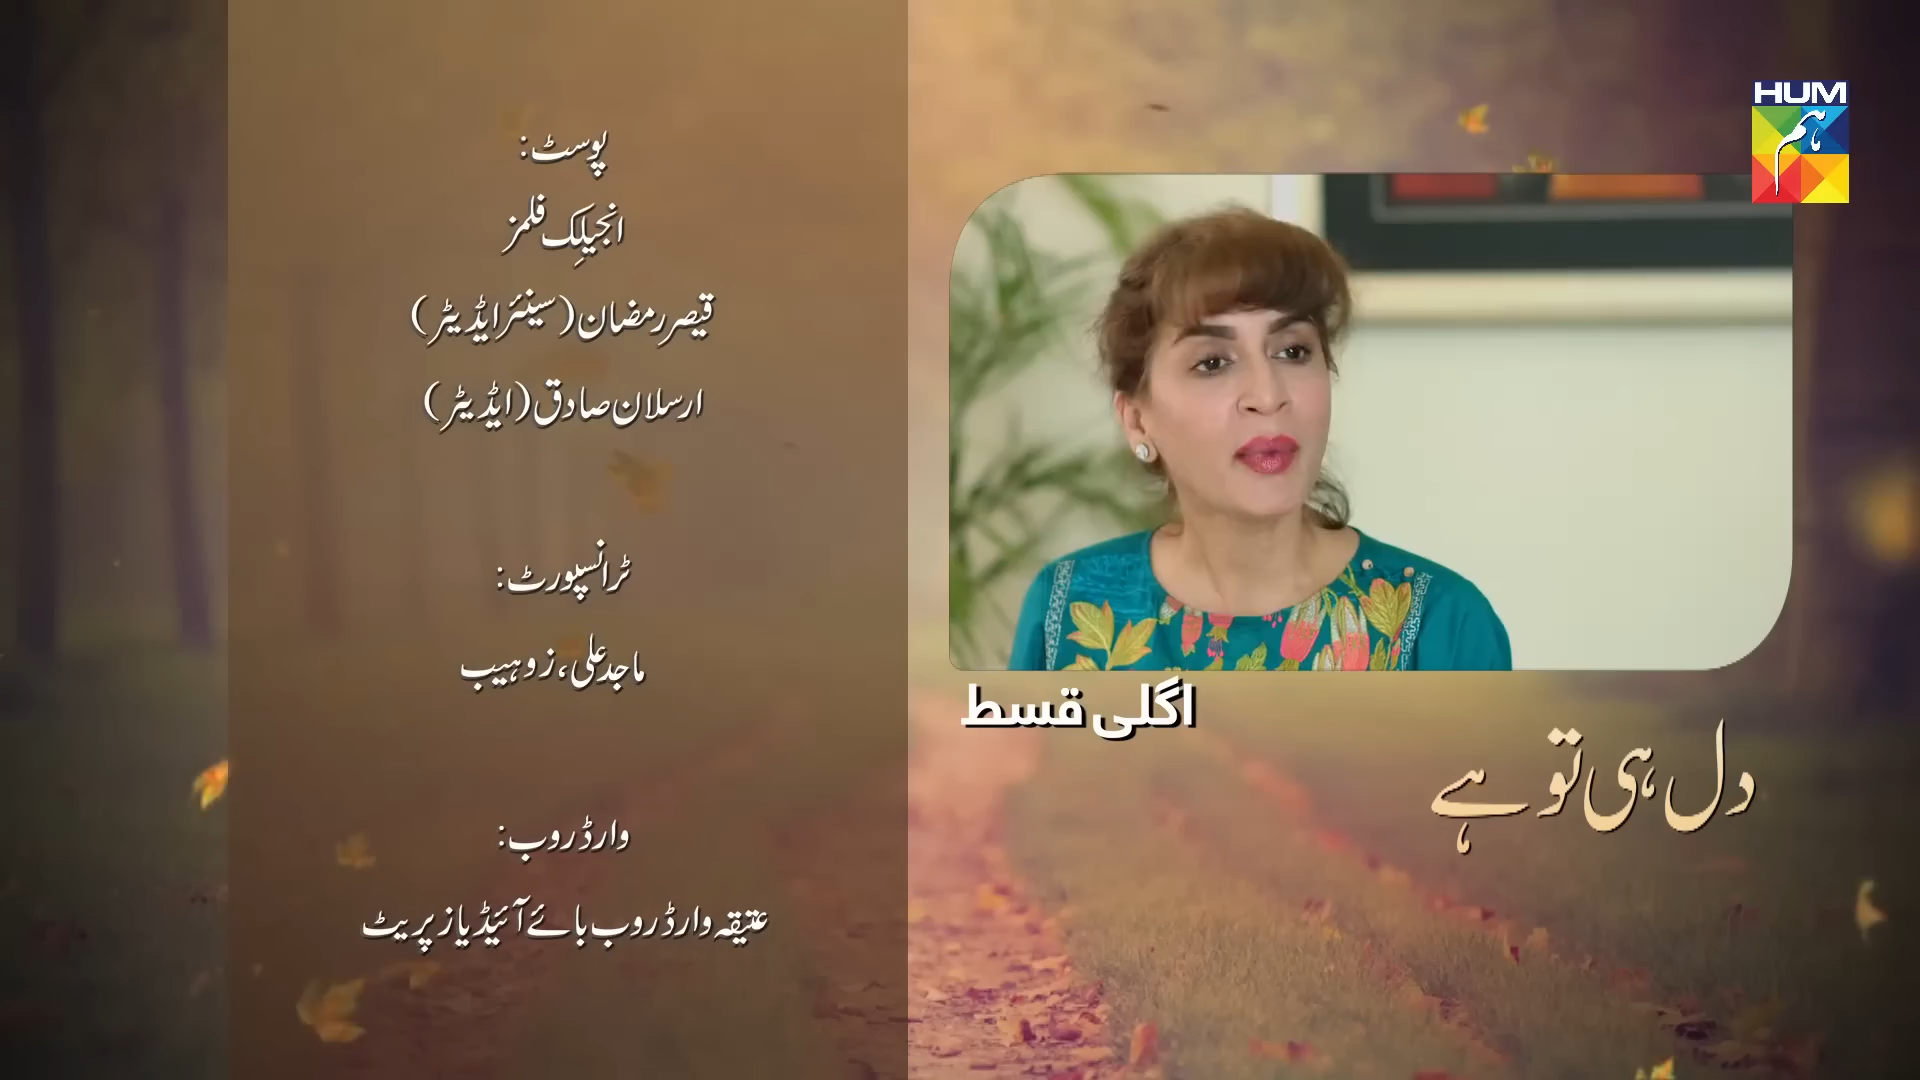 HUM
ہم
پوسٹ:
انجیلِک فلمز
قیصر رمضان (سینئر ایڈیٹر)
ارسلان صادق (ایڈیٹر)
ٹرانسپورٹ:
ماجد علی، زوہیب
وارڈروب:
عتیقہ وارڈروب بائے آئیڈیاز پریٹ
اگلی قسط
دل ہی تو ہے